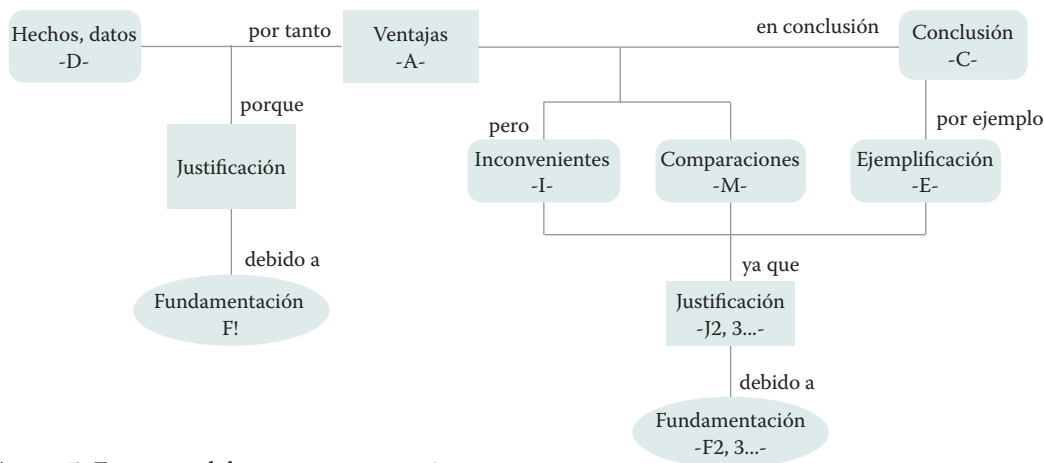 Hechos, datos
-D-
por tanto
Ventajas
-A-
en conclusión
Conclusión
-C-
porque
Justificación
pero
Inconvenientes
-I-
Comparaciones
-M-
por ejemplo
Ejemplificación
-E-
debido a
Fundamentación
F!
ya que
Justificación
-J2, 3...-
debido a
Fundamentación
-F2, 3...-